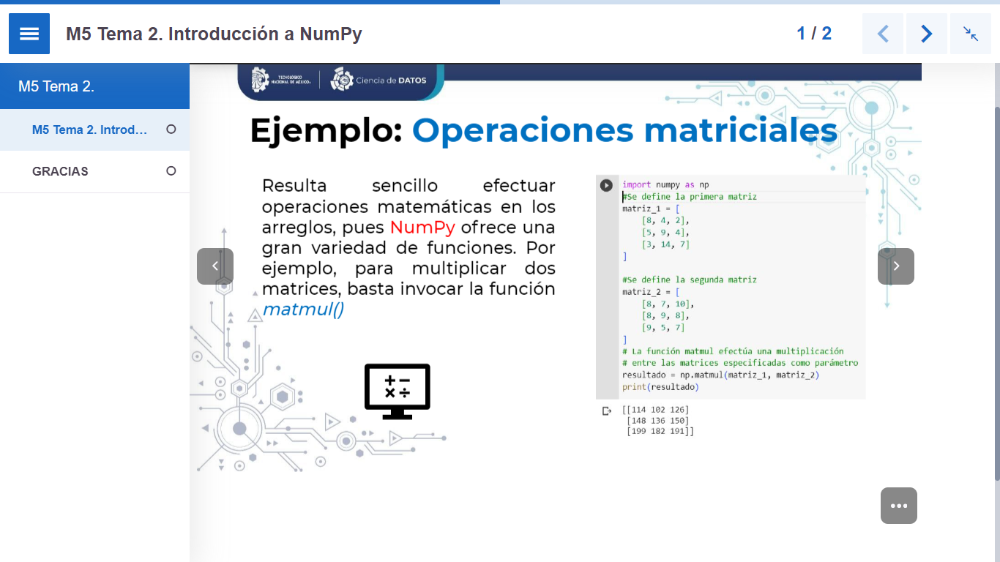 M5 Tema 2. Introducción a NumPy
1 / 2
M5 Tema 2.
M5 Tema 2. Introd...
GRACIAS
TECNOLÓGICO
NACIONAL DE MÉXICO®
Ciencia de DATOS
Ejemplo: Operaciones matriciales
Resulta sencillo efectuar
operaciones matemáticas en los
arreglos, pues NumPy ofrece una
gran variedad de funciones. Por
ejemplo, para multiplicar dos
matrices, basta invocar la función
matmul()
import numpy as np
#Se define la primera matriz
matriz_1 = [
[8, 4, 2],
[5, 9, 4],
[3, 14, 7]
]
#Se define la segunda matriz
matriz_2 = [
[8, 7, 10],
[8, 9, 8],
[9, 5, 7]
]
# La función matmul efectúa una multiplicación
# entre las matrices especificadas como parámetro
resultado = np.matmul(matriz_1, matriz_2)
print(resultado)
[[114 102 126]
[148 136 150]
[199 182 191]]